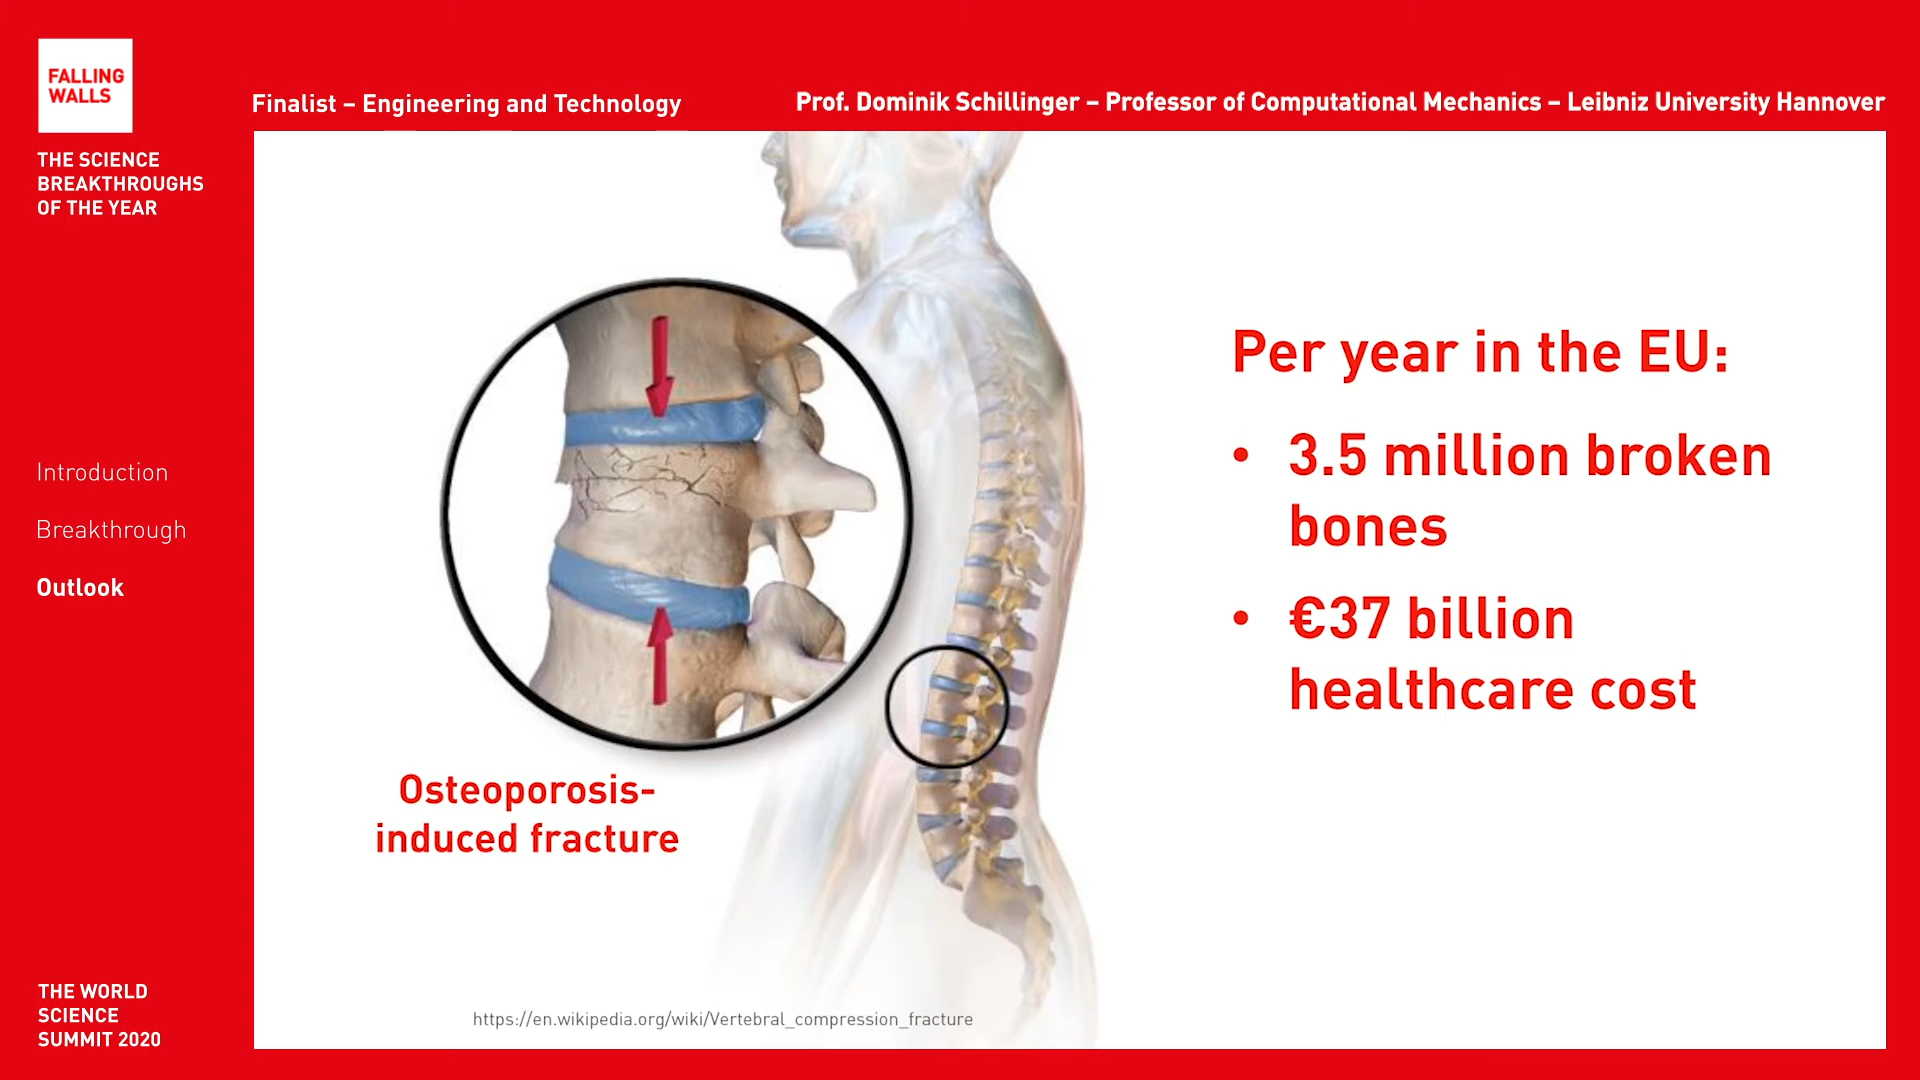 FALLING
WALLS
THE SCIENCE
BREAKTHROUGHS
OF THE YEAR
Finalist – Engineering and Technology
Prof. Dominik Schillinger – Professor of Computational Mechanics – Leibniz University Hannover
Introduction
Breakthrough
Outlook
Per year in the EU:
• 3.5 million broken
bones
• €37 billion
healthcare cost
Osteoporosis-
induced fracture
https://en.wikipedia.org/wiki/Vertebral_compression_fracture
THE WORLD
SCIENCE
SUMMIT 2020